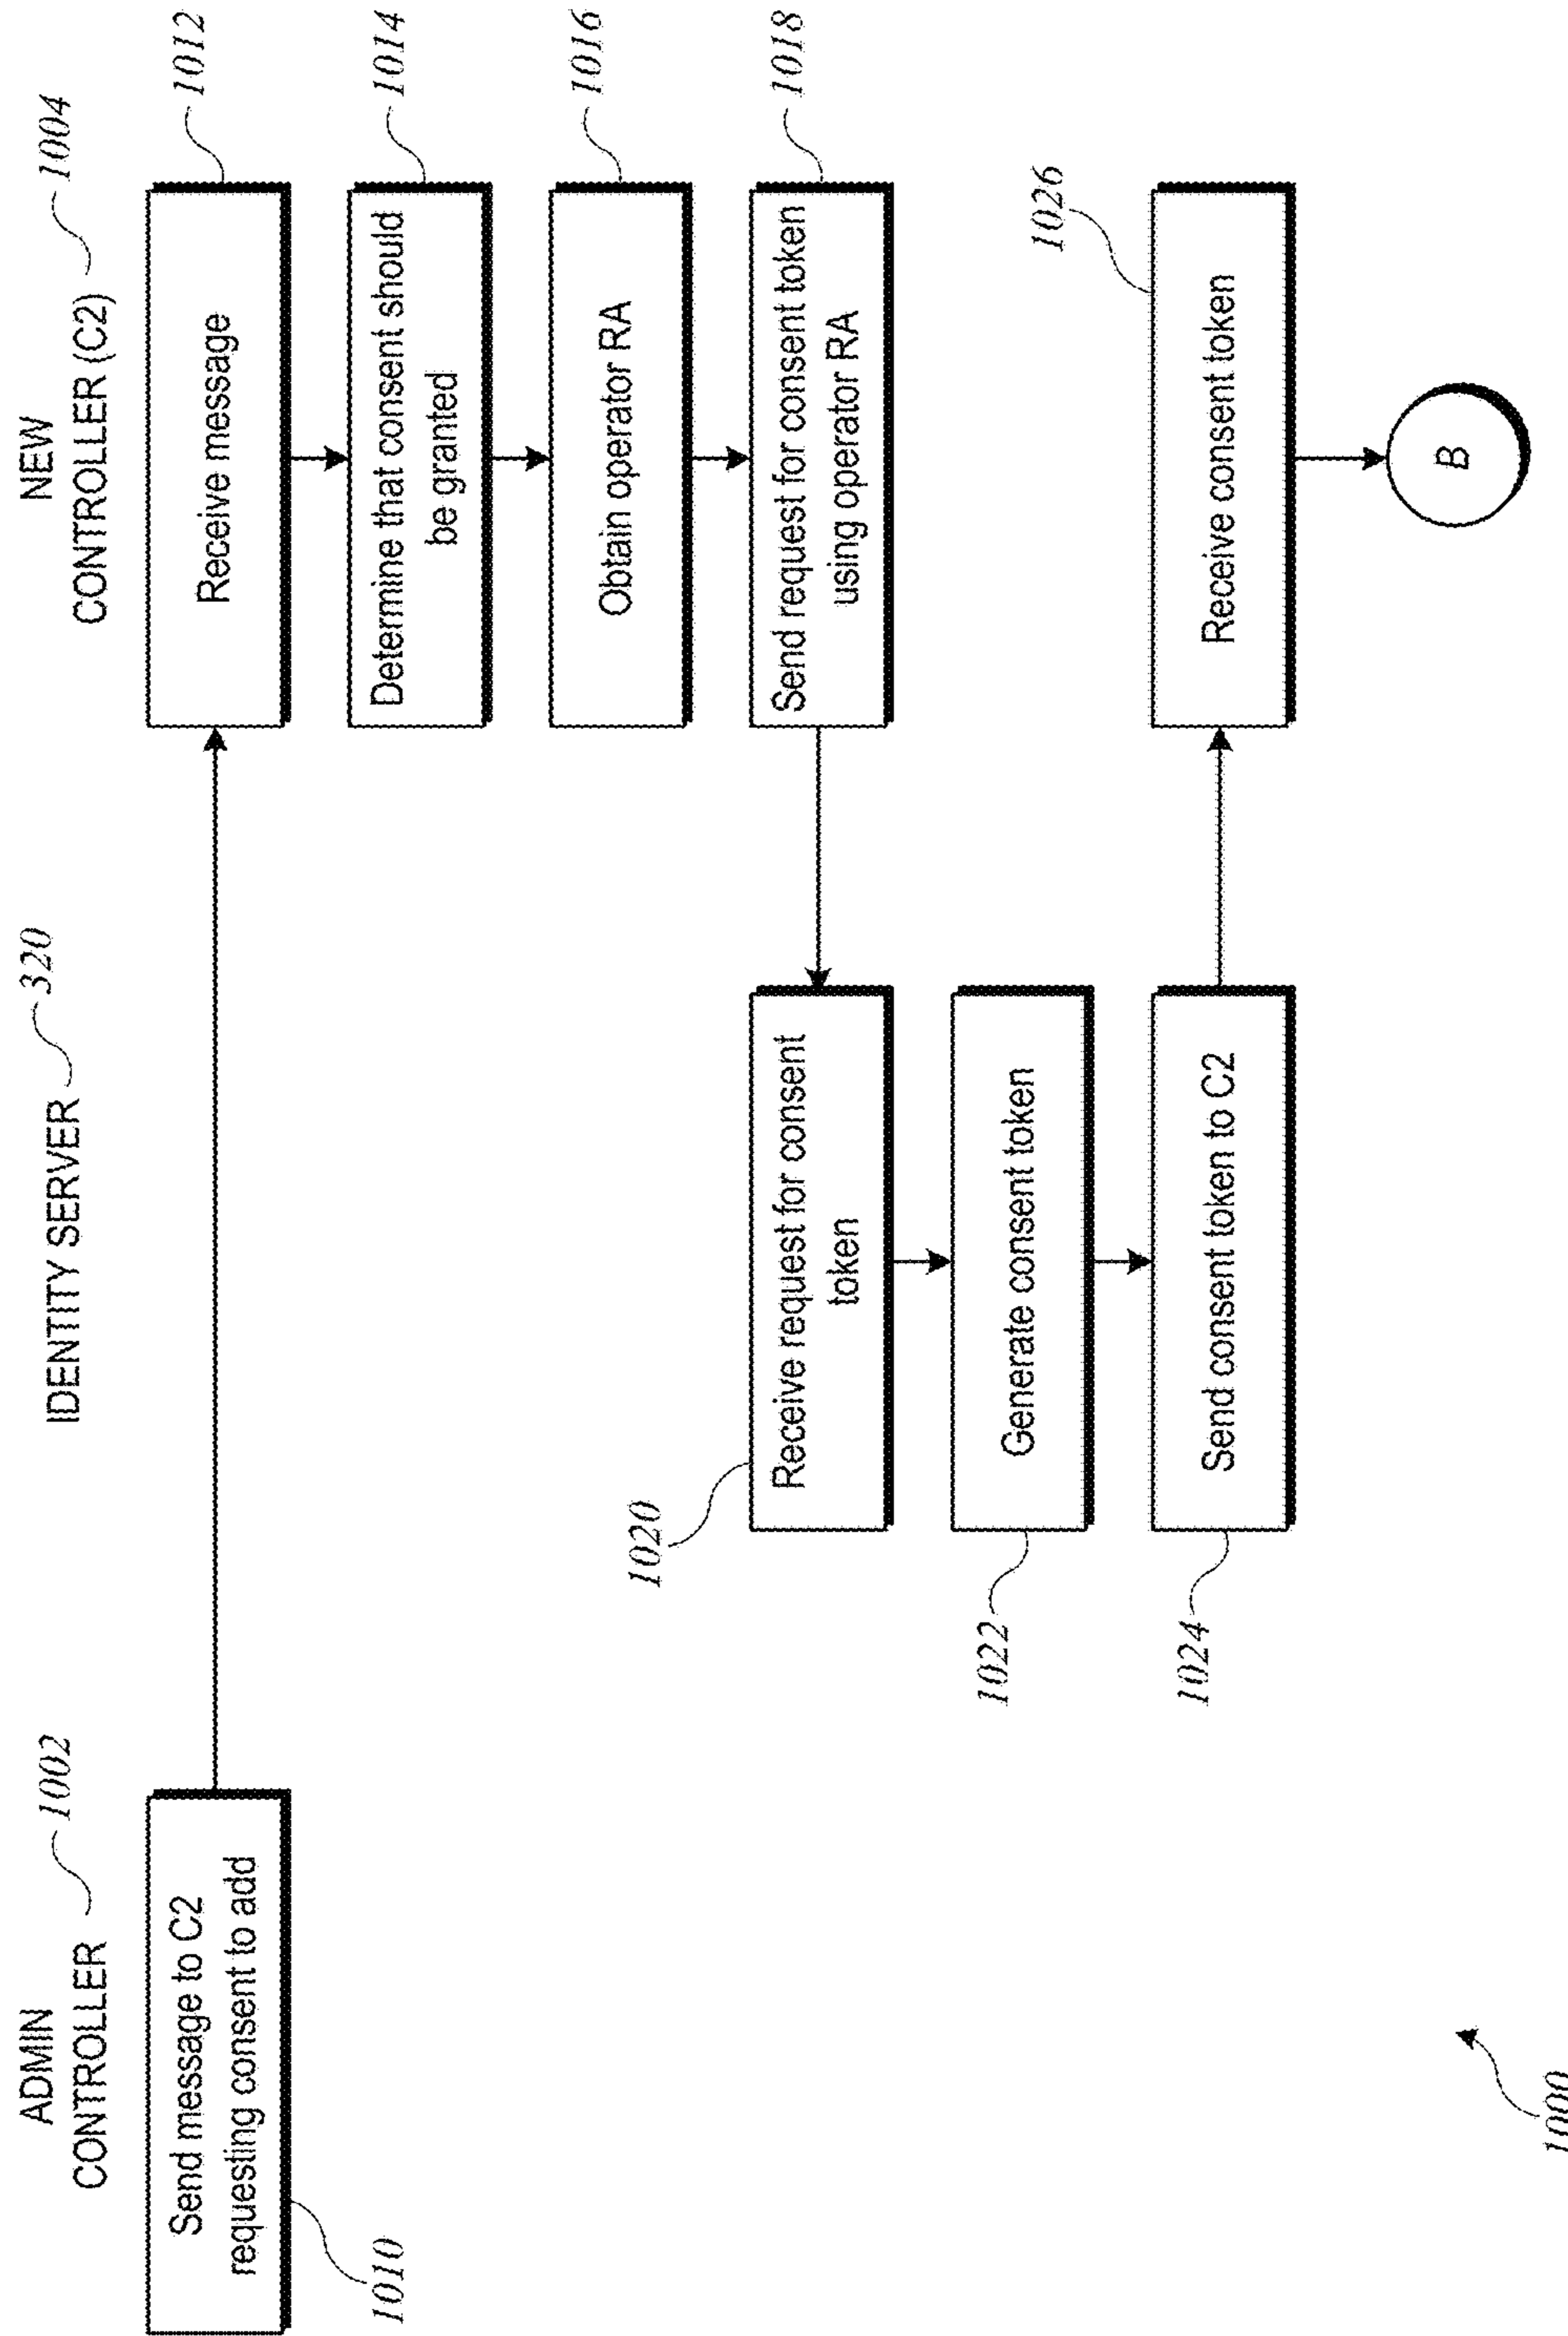 ADMIN
CONTROLLER
1002
IDENTITY SERVER
320
NEW
CONTROLLER (C2)
1004
Send message to C2
requesting consent to add
1010
Receive message
1012
Determine that consent should
be granted
1014
Obtain operator RA
1016
Send request for consent token
using operator RA
1018
Receive request for consent
token
1020
Generate consent token
1022
Send consent token to C2
1024
Receive consent token
1026
B
1000